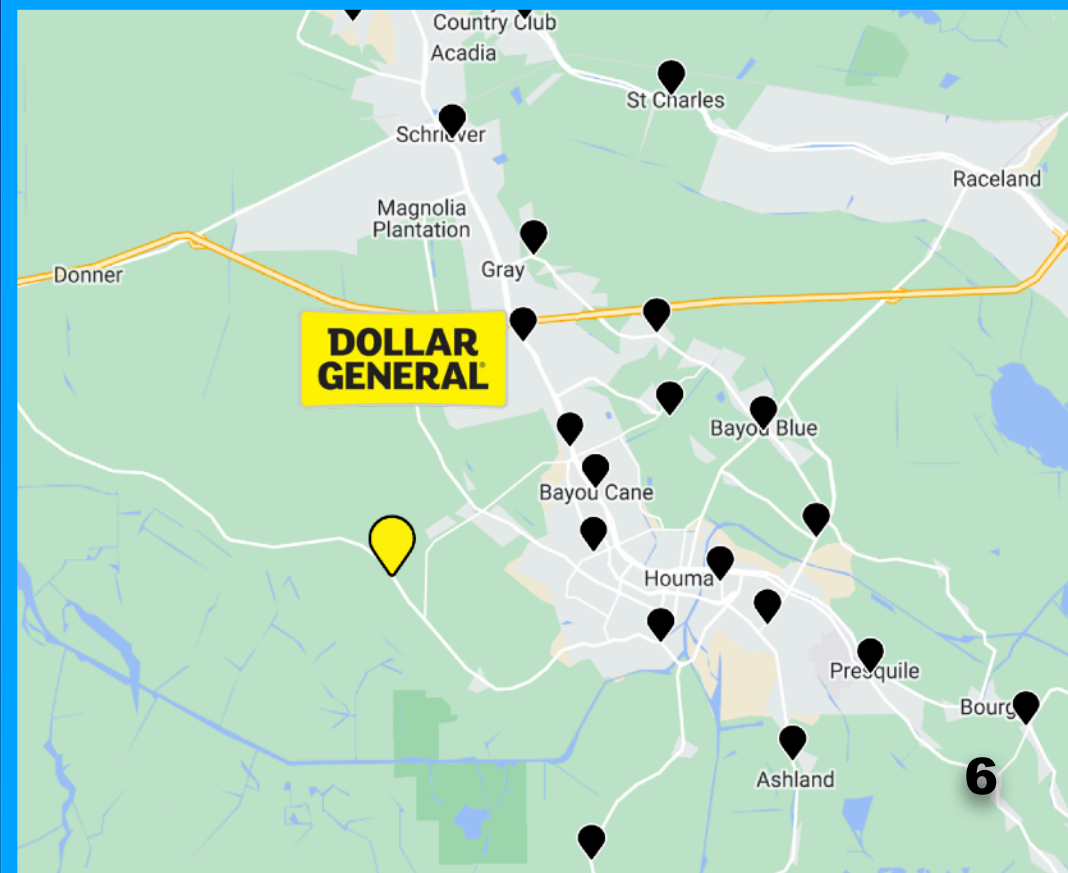 Country Club
Acadia
St Charles
Schriever
Raceland
Magnolia
Plantation
Gray
Donner
DOLLAR
GENERAL®
Bayou Blue
Bayou Cane
Houma
Presquile
Bourg
6
Ashland